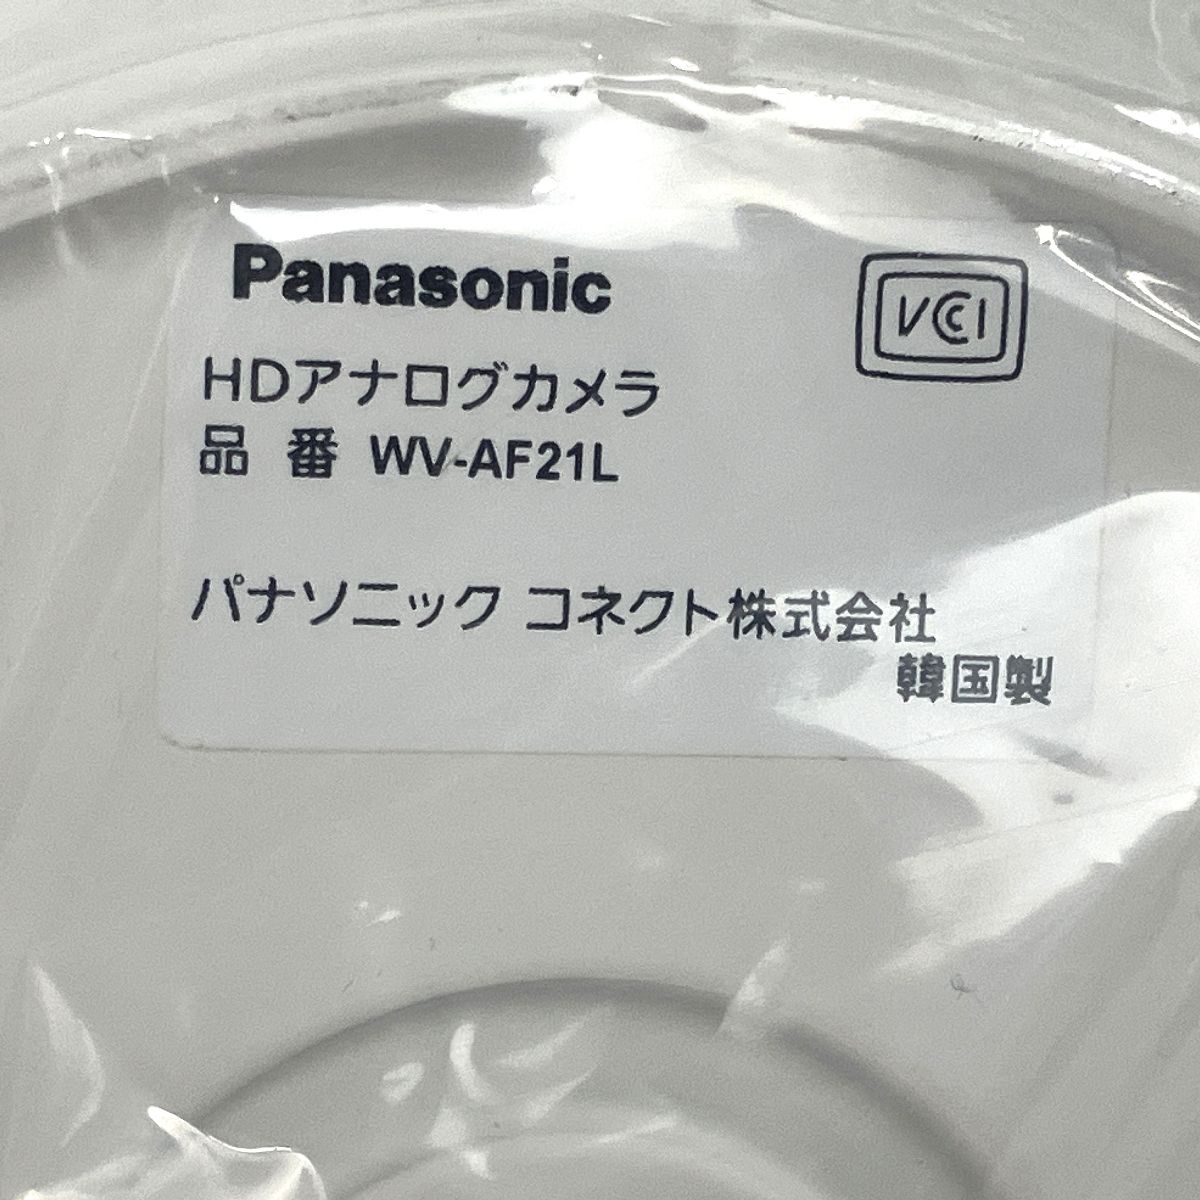 Panasonic
VCCI
HDアナログカメラ
品 番 WV-AF21L
パナソニック コネクト株式会社
韓国製